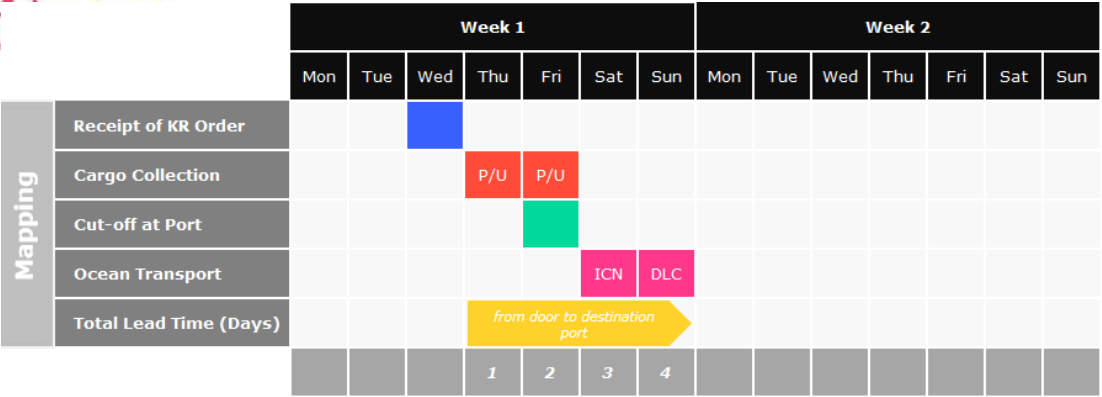 Week 1 Week 2
Mon Tue Wed Thu Fri Sat Sun Mon Tue Wed Thu Fri Sat Sun
Mapping
Receipt of KR Order
Cargo Collection P/U P/U
Cut-off at Port
Ocean Transport ICN DLC
Total Lead Time (Days) from door to destination
port
1 2 3 4